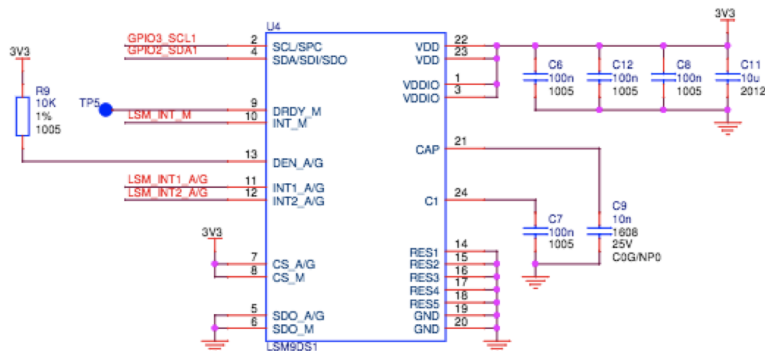 U4
3V3
GPIO3_SCL1
GPIO2_SDA1
2
4
SCL/SPC
SDA/SDI/SDO
VDD
VDD
22
23
3V3
R9
10K
1%
1005
TP5
LSM_INT_M
9
10
DRDY_M
INT_M
VDDIO
VDDIO
1
3
C6
100n
1005
C12
100n
1005
C8
100n
1005
C11
10u
2012
13
DEN_A/G
CAP
21
LSM_INT1_A/G
LSM_INT2_A/G
11
12
INT1_A/G
INT2_A/G
C1
24
C7
100n
1005
C9
10n
1608
25V
C0G/NP0
3V3
7
8
CS_A/G
CS_M
RES1
RES2
RES3
RES4
RES5
GND
GND
14
15
16
17
18
19
20
5
6
SDO_A/G
SDO_M
LSM9DS1